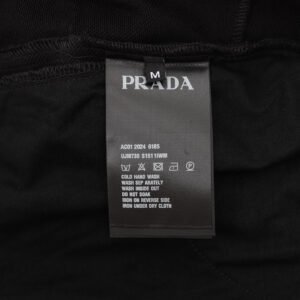 M
PRADA
COLD HAND WASH
WASH SEPARATELY
WASH INSIDE OUT
DO NOT SOAK
IRON ON REVERSE SIDE
IRON UNDER DRY CLOTH